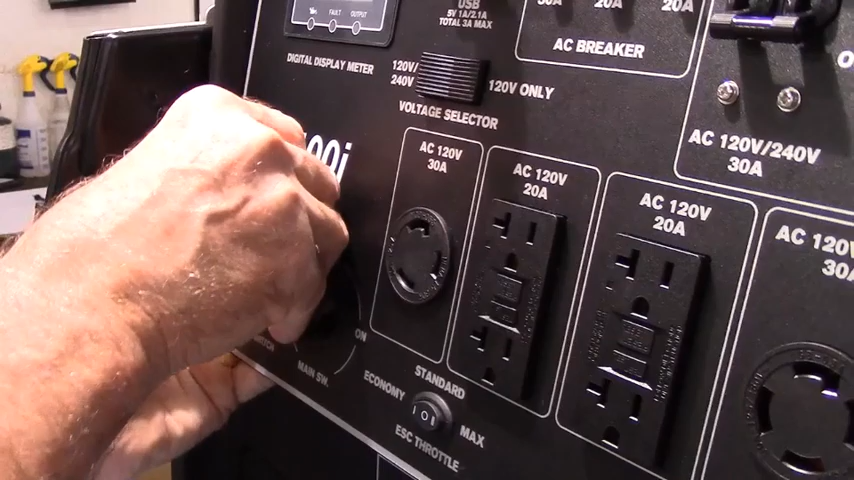 FAULT OUTPUT
DIGITAL DISPLAY METER
USB
5V 1A/2.1A
TOTAL 3A MAX
30A
20A
20A
AC BREAKER
120V/
240V
120V ONLY
VOLTAGE SELECTOR
00i
AC 120V
30A
AC 120V
20A
AC 120V
20A
AC 120V/240V
30A
AC 120V
30A
ON
MAIN SW.
ECONOMY
STANDARD
MAX
ESC THROTTLE